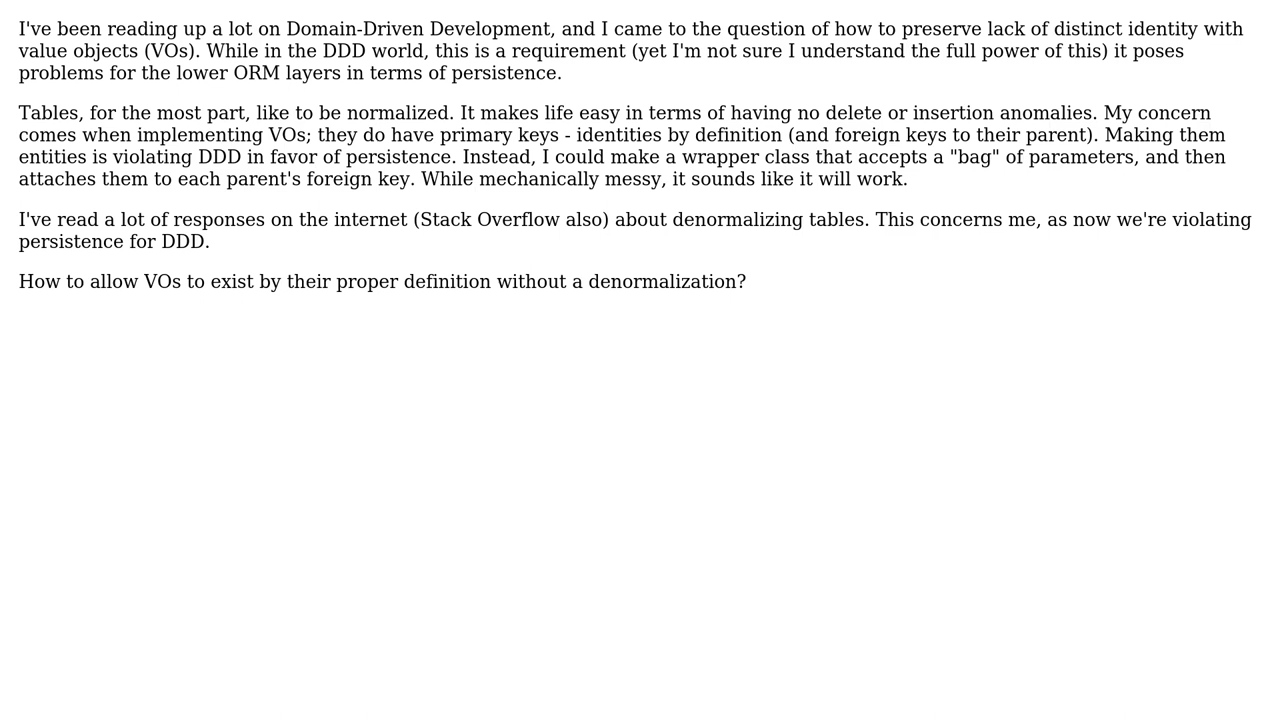 I've been reading up a lot on Domain-Driven Development, and I came to the question of how to preserve lack of distinct identity with
value objects (VOs). While in the DDD world, this is a requirement (yet I'm not sure I understand the full power of this) it poses
problems for the lower ORM layers in terms of persistence.
Tables, for the most part, like to be normalized. It makes life easy in terms of having no delete or insertion anomalies. My concern
comes when implementing VOs; they do have primary keys - identities by definition (and foreign keys to their parent). Making them
entities is violating DDD in favor of persistence. Instead, I could make a wrapper class that accepts a "bag" of parameters, and then
attaches them to each parent's foreign key. While mechanically messy, it sounds like it will work.
I've read a lot of responses on the internet (Stack Overflow also) about denormalizing tables. This concerns me, as now we're violating
persistence for DDD.
How to allow VOs to exist by their proper definition without a denormalization?